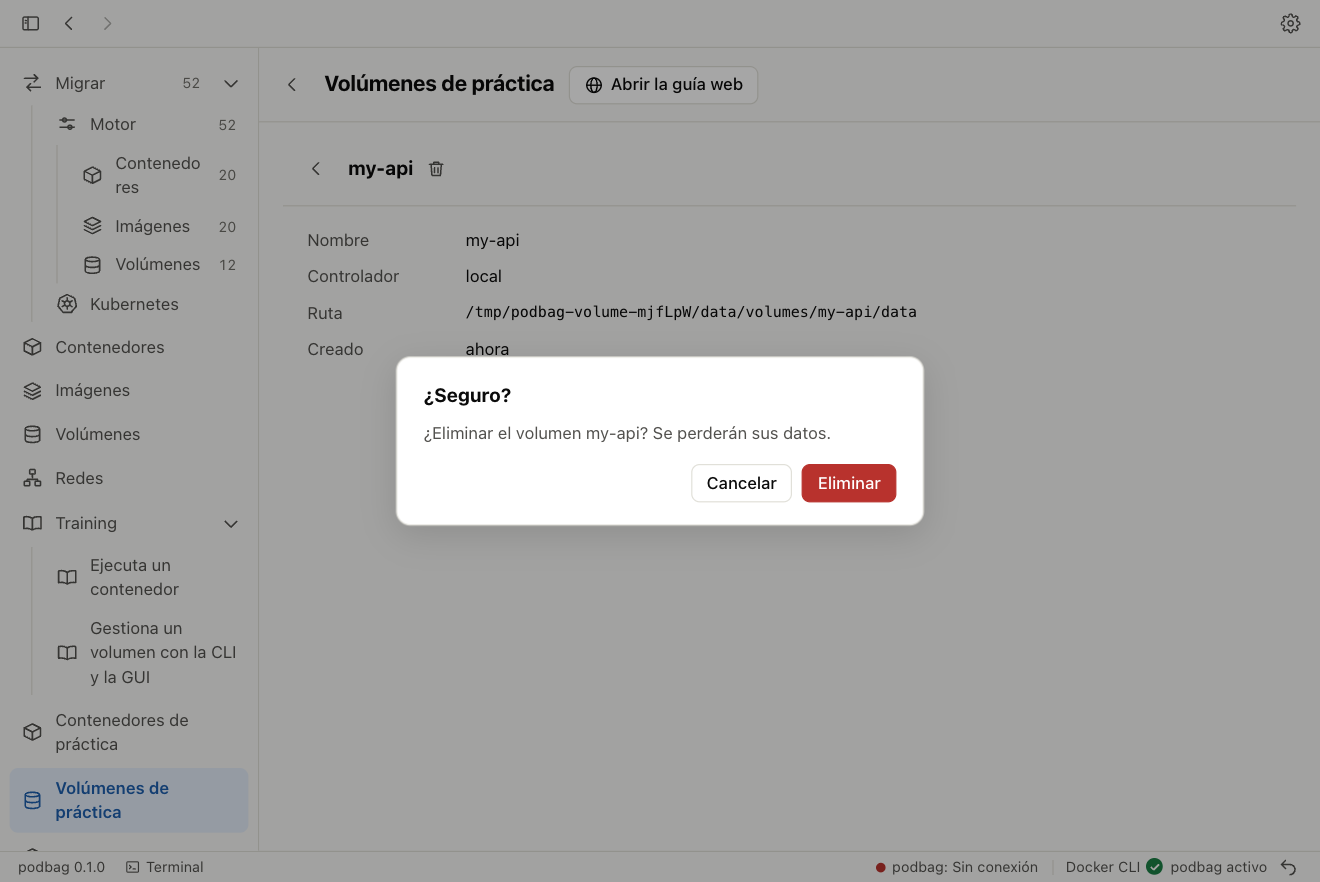 Migrar 52
Motor 52
Contenedo
res 20
Imágenes 20
Volúmenes 12
Kubernetes
Contenedores
Imágenes
Volúmenes
Redes
Training
Ejecuta un
contenedor
Gestiona un
volumen con la CLI
y la GUI
Contenedores de
práctica
Volúmenes de
práctica
Volúmenes de práctica
Abrir la guía web
my-api
Nombre my-api
Controlador local
Ruta /tmp/podbag-volume-mjfLpW/data/volumes/my-api/data
Creado ahora
¿Seguro?
¿Eliminar el volumen my-api? Se perderán sus datos.
Cancelar Eliminar
podbag 0.1.0 Terminal podbag: Sin conexión Docker CLI podbag activo